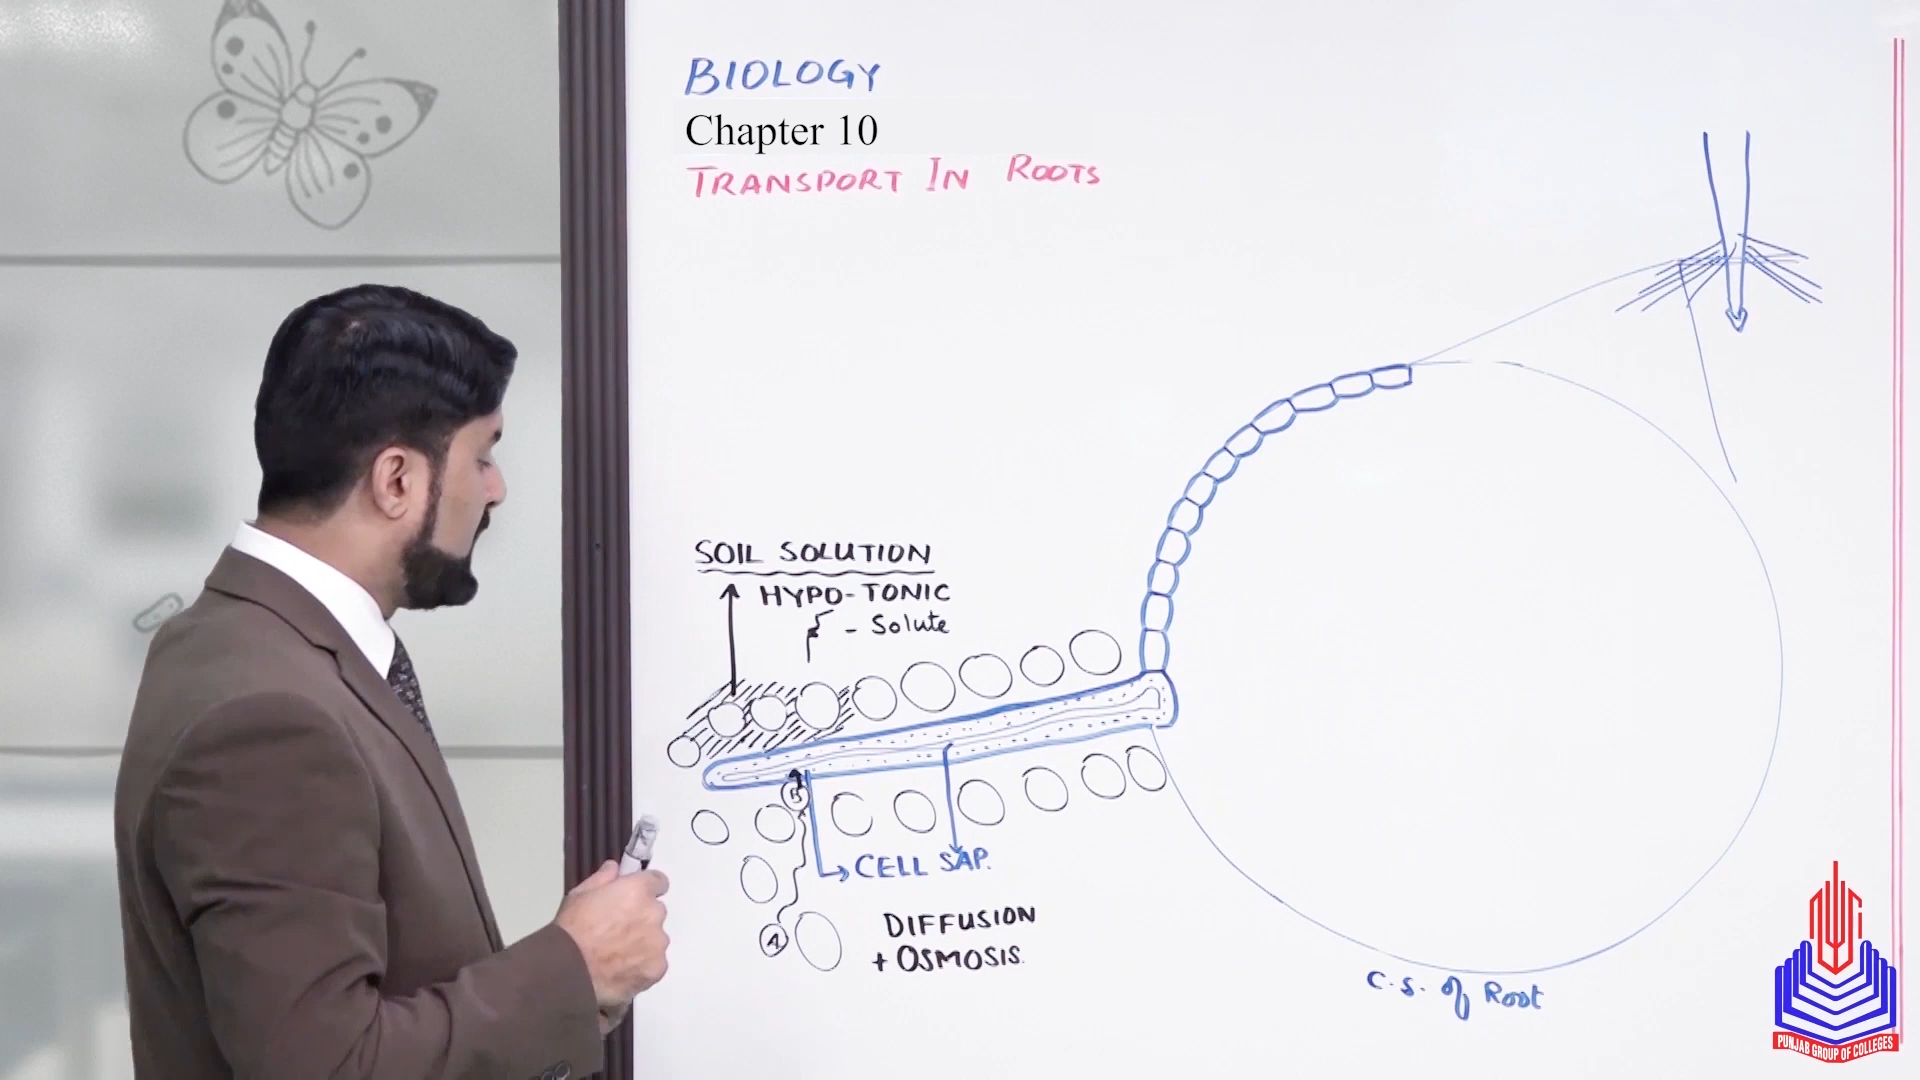 BIOLOGY
Chapter 10
TRANSPORT IN ROOTS
SOIL SOLUTION
HYPO-TONIC
- Solute
B
CELL SAP.
A
DIFFUSION
+ OSMOSIS.
C.S. of Root
PUNJAB GROUP OF COLLEGES